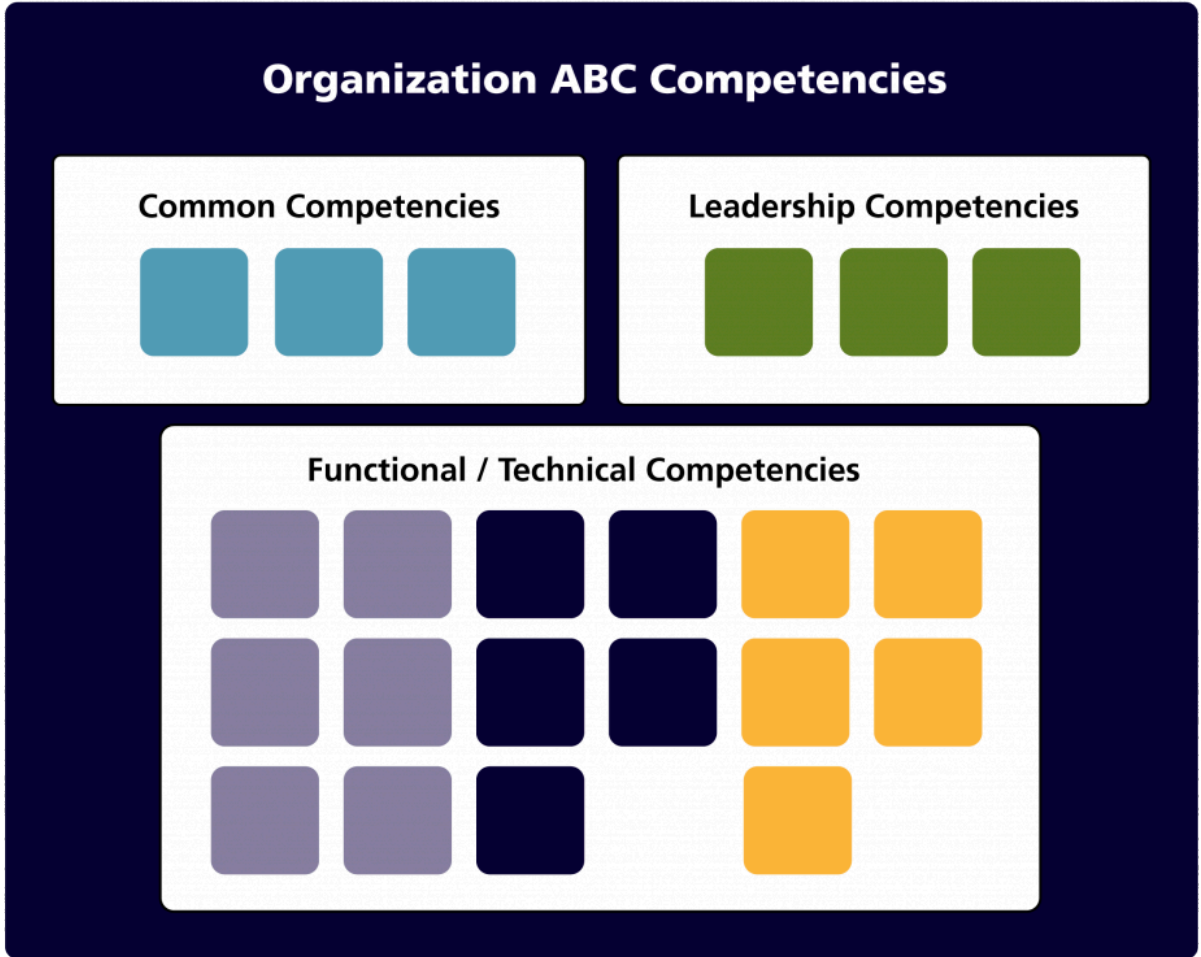 Organization ABC Competencies
Common Competencies
Leadership Competencies
Functional / Technical Competencies